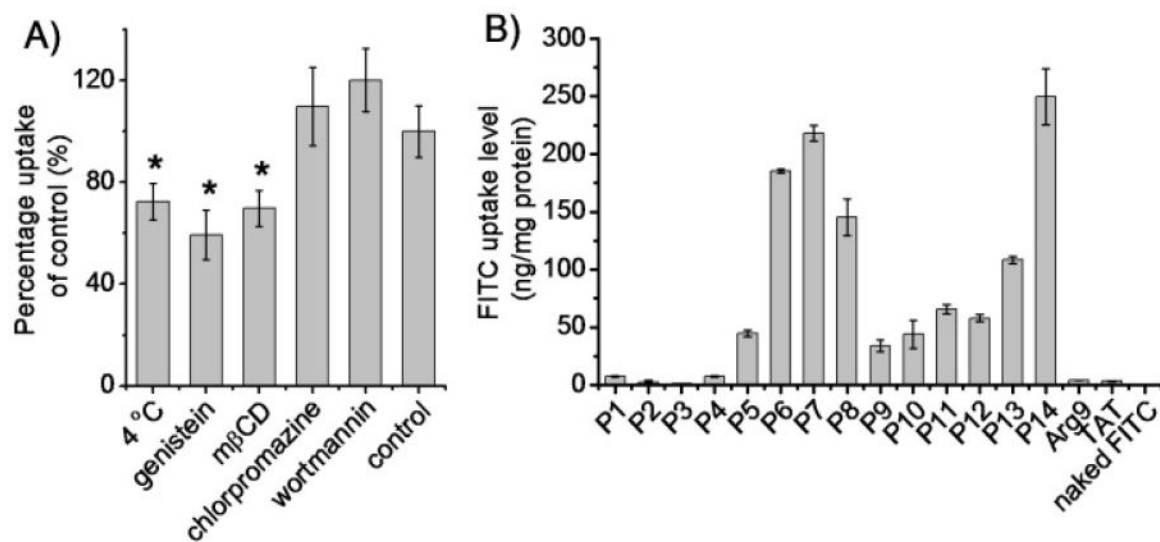 A)
Percentage uptake
of control (%)
120
80
40
0
*
*
*
4 °C
genistein
mβCD
chlorpromazine
wortmannin
control
B)
FITC uptake level
(ng/mg protein)
300
250
200
150
100
50
0
P1
P2
P3
P4
P5
P6
P7
P8
P9
P10
P11
P12
P13
P14
Arg9
TAT
naked FITC